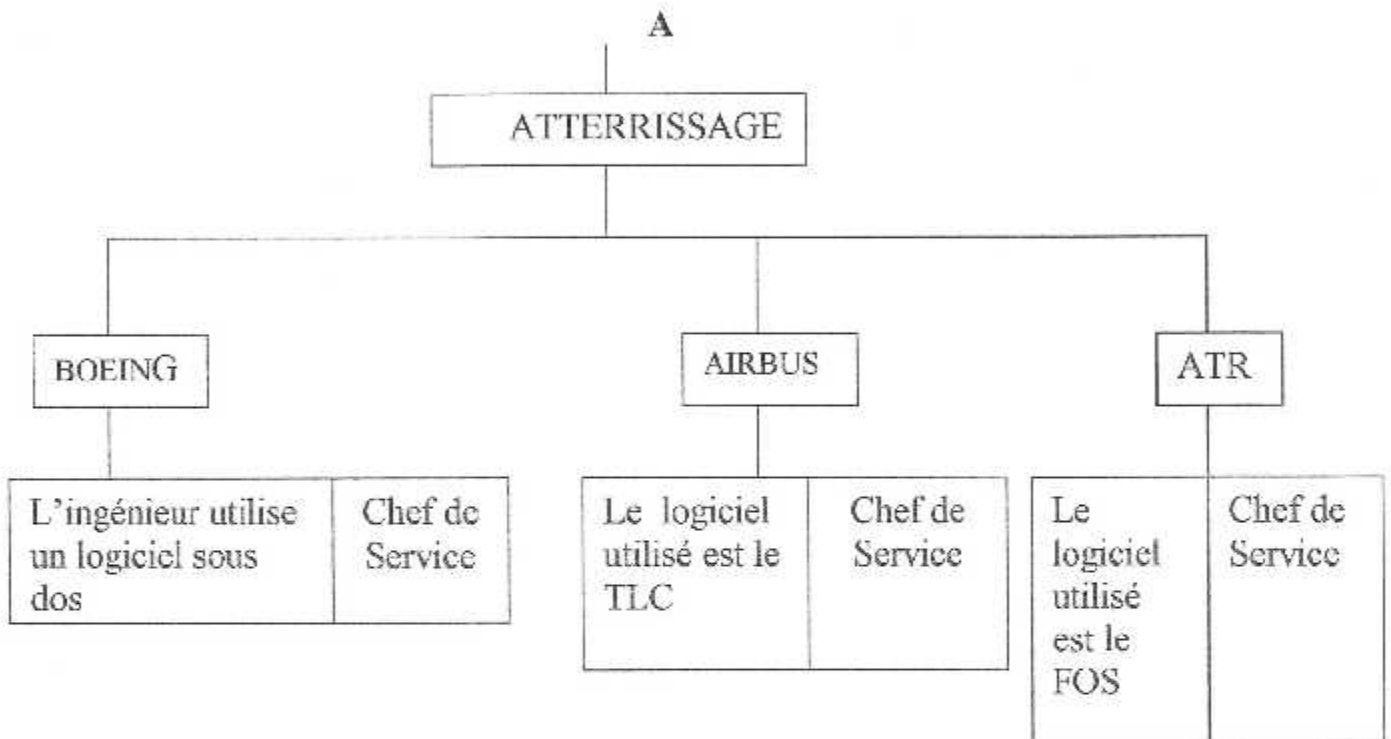 A
ATTERRISSAGE
BOEING
AIRBUS
ATR
L'ingénieur utilise
un logiciel sous
dos
Chef de
Service
Le logiciel
utilisé est le
TLC
Chef de
Service
Le
logiciel
utilisé
est le
FOS
Chef de
Service